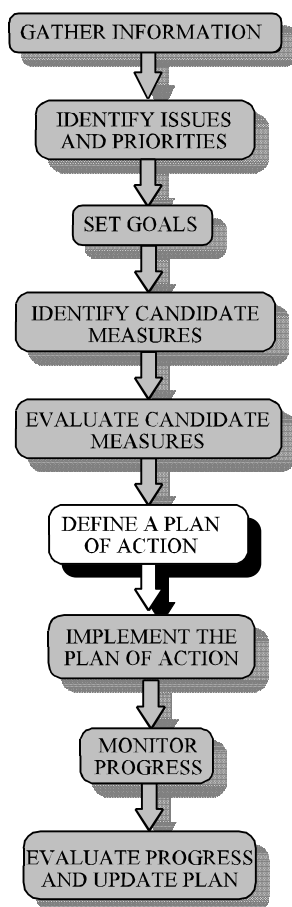 GATHER INFORMATION
IDENTIFY ISSUES
AND PRIORITIES
SET GOALS
IDENTIFY CANDIDATE
MEASURES
EVALUATE CANDIDATE
MEASURES
DEFINE A PLAN
OF ACTION
IMPLEMENT THE
PLAN OF ACTION
MONITOR
PROGRESS
EVALUATE PROGRESS
AND UPDATE PLAN